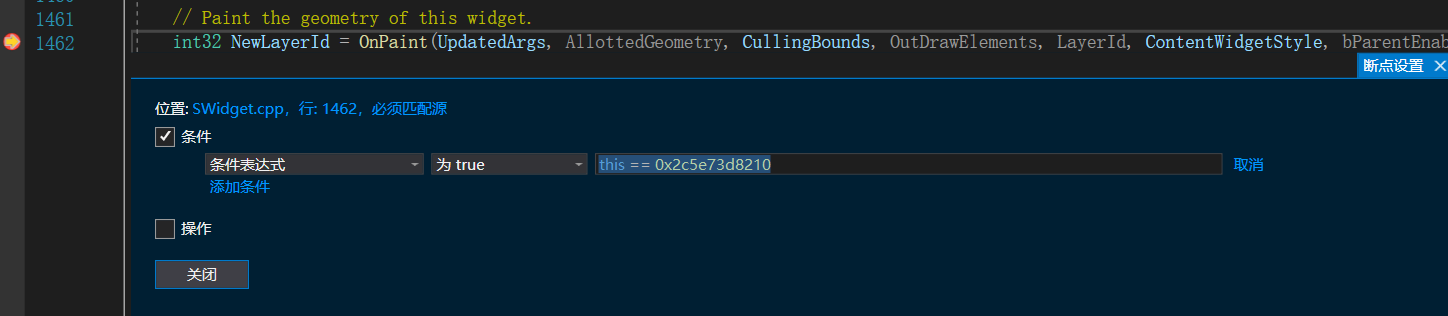 1461 // Paint the geometry of this widget.
1462 int32 NewLayerId = OnPaint(UpdatedArgs, AllottedGeometry, CullingBounds, OutDrawElements, LayerId, ContentWidgetStyle, bParentEnab
断点设置
位置: SWidget.cpp，行: 1462，必须匹配源
条件
条件表达式 为 true this == 0x2c5e73d8210 取消
添加条件
操作
关闭